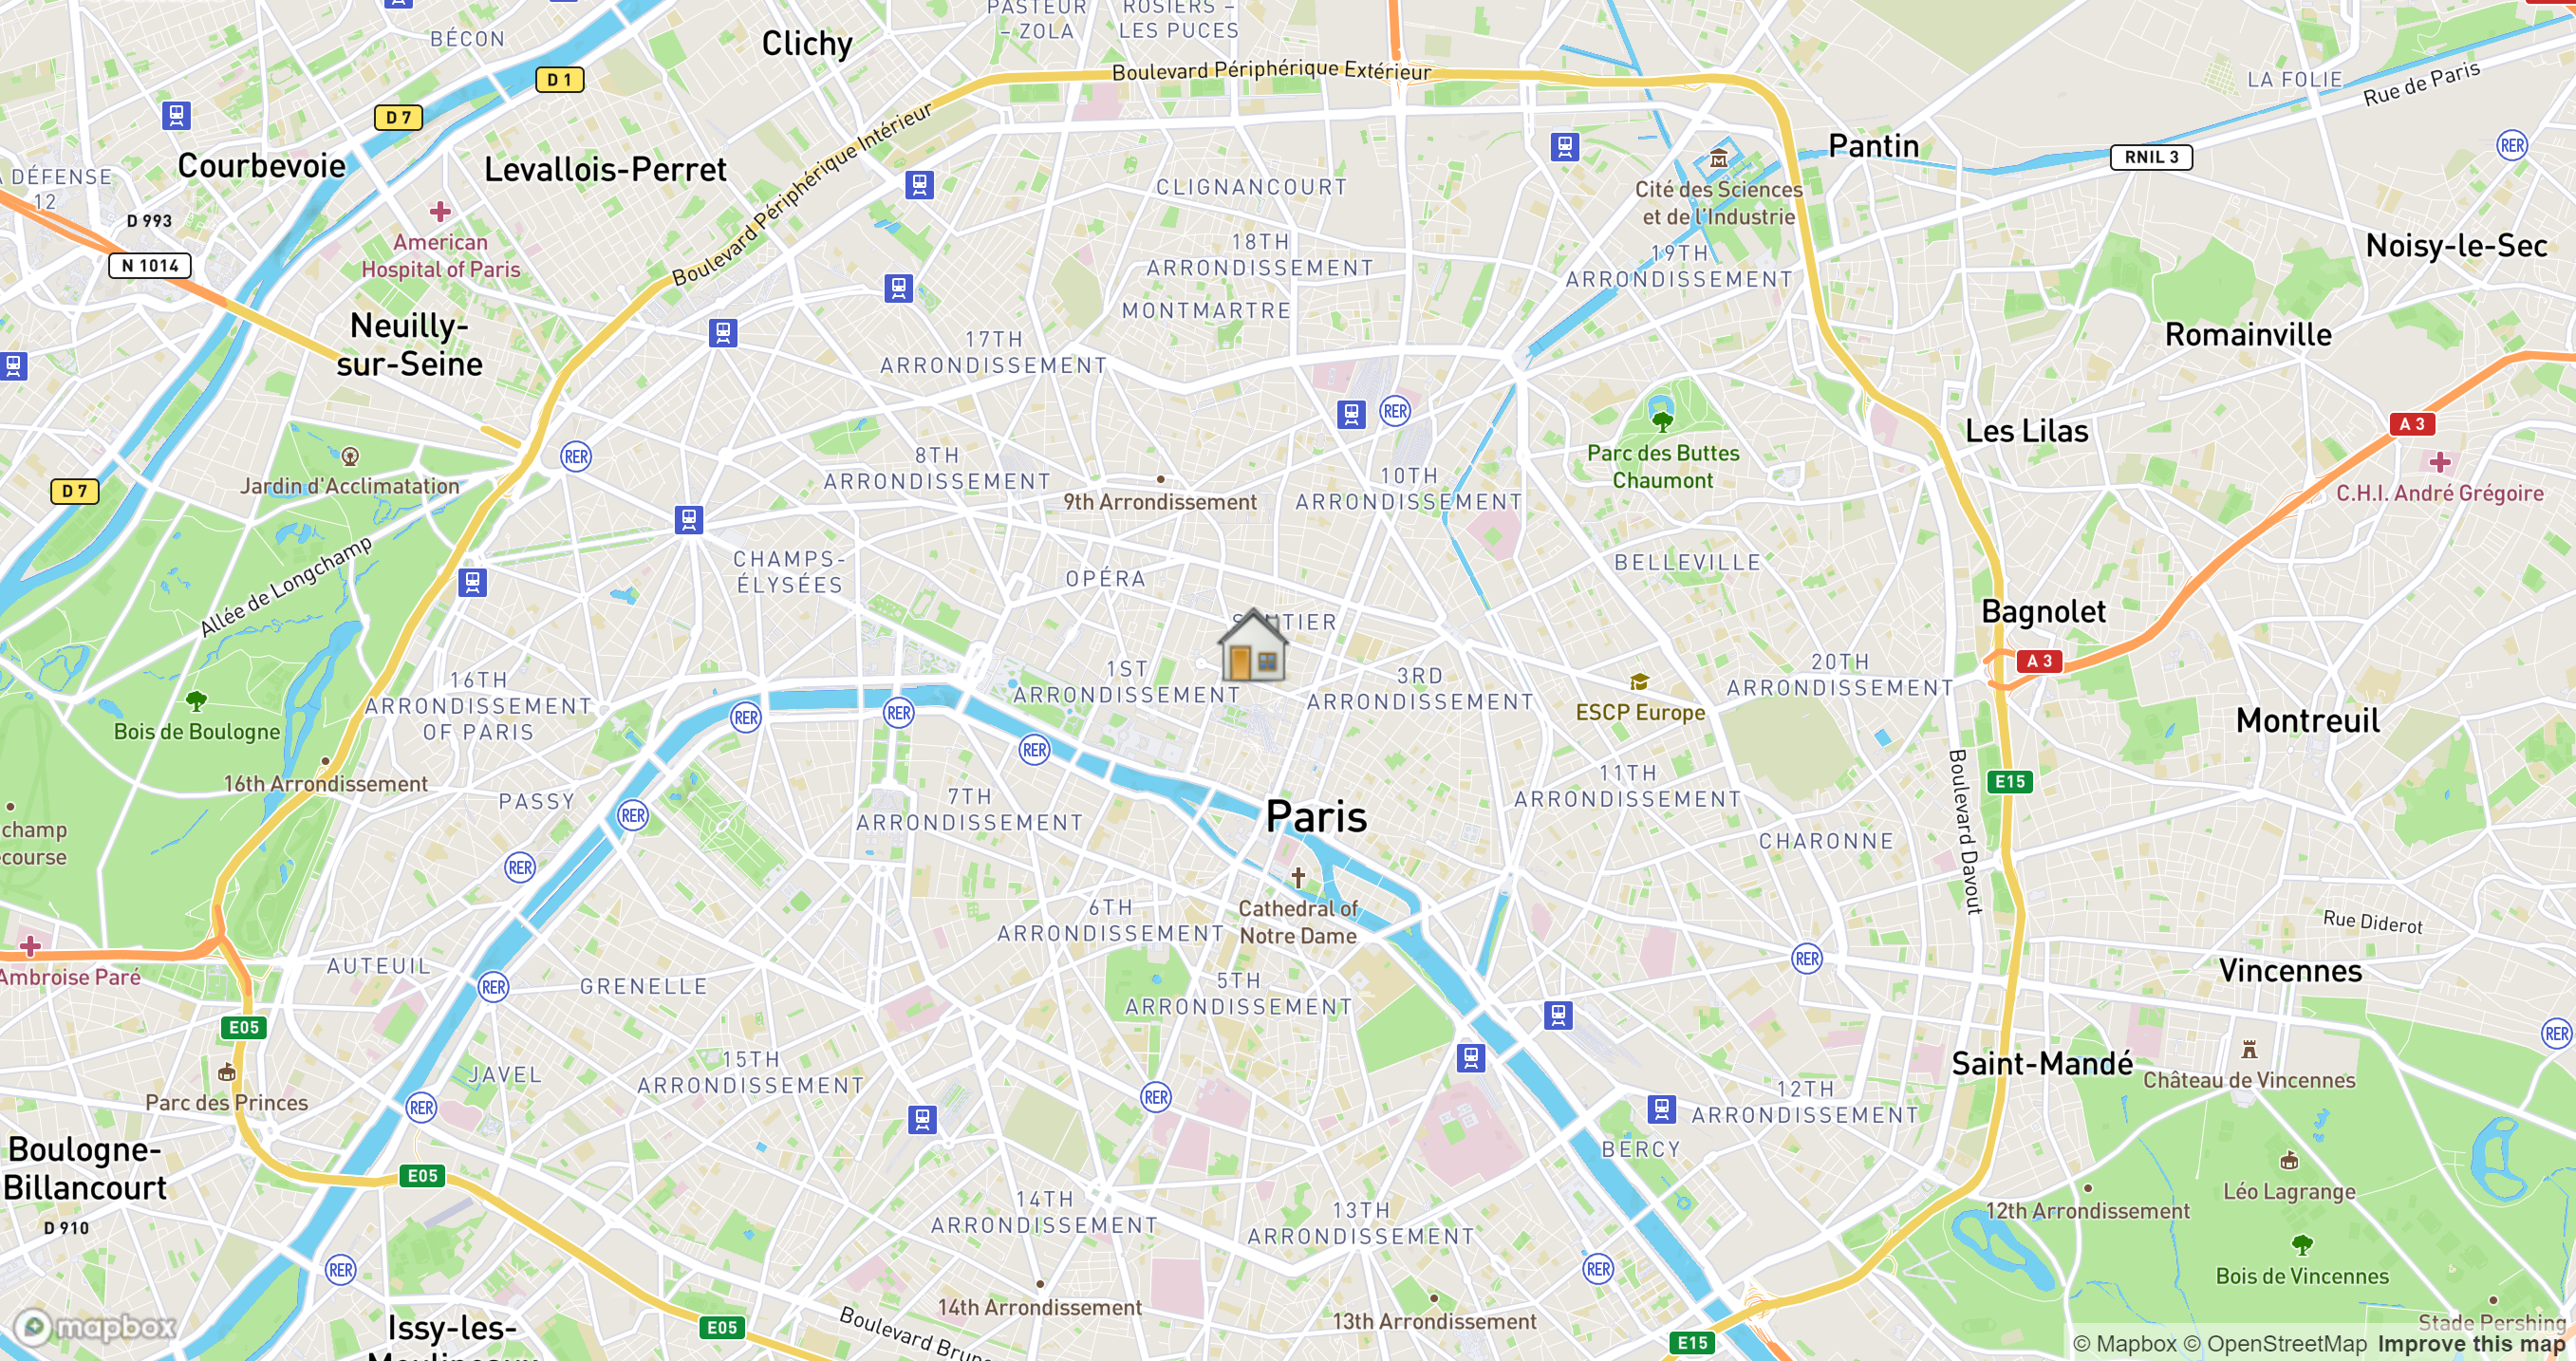 PASTEUR
– ZOLA
ROSIERS –
LES PUCES
BÉCON
Clichy
D 1
D 7
Boulevard Périphérique Extérieur
LA FOLIE
Rue de Paris
Courbevoie
Levallois-Perret
Boulevard Périphérique Intérieur
Pantin
RNIL 3
RER
DÉFENSE
12
D 993
CLIGNANCOURT
Cité des Sciences
et de l'Industrie
American
Hospital of Paris
N 1014
18TH
ARRONDISSEMENT
19TH
ARRONDISSEMENT
Noisy-le-Sec
MONTMARTRE
Neuilly-
sur-Seine
17TH
ARRONDISSEMENT
Romainville
RER
Les Lilas
A 3
RER
Jardin d'Acclimatation
D 7
8TH
ARRONDISSEMENT
9th Arrondissement
10TH
ARRONDISSEMENT
Parc des Buttes
Chaumont
C.H.I. André Grégoire
Allée de Longchamp
CHAMPS-
ÉLYSÉES
OPÉRA
BELLEVILLE
Bagnolet
A 3
16TH
ARRONDISSEMENT
OF PARIS
1ST
ARRONDISSEMENT
3RD
ARRONDISSEMENT
ESCP Europe
20TH
ARRONDISSEMENT
Bois de Boulogne
RER
RER
RER
Montreuil
16th Arrondissement
PASSY
RER
7TH
ARRONDISSEMENT
Paris
11TH
ARRONDISSEMENT
Boulevard Davout
E15
champ
course
RER
CHARONNE
6TH
ARRONDISSEMENT
Cathedral of
Notre Dame
Rue Diderot
Ambroise Paré
AUTEUIL
RER
GRENELLE
5TH
ARRONDISSEMENT
RER
Vincennes
E05
RER
Parc des Princes
JAVEL
15TH
ARRONDISSEMENT
RER
RER
Saint-Mandé
Château de Vincennes
12TH
ARRONDISSEMENT
Boulogne-
Billancourt
E05
BERCY
D 910
14TH
ARRONDISSEMENT
13TH
ARRONDISSEMENT
12th Arrondissement
Léo Lagrange
RER
RER
Bois de Vincennes
14th Arrondissement
13th Arrondissement
Stade Pershing
mapbox
Issy-les-
Moulineaux
E05
Boulevard Brune
E15
© Mapbox © OpenStreetMap Improve this map